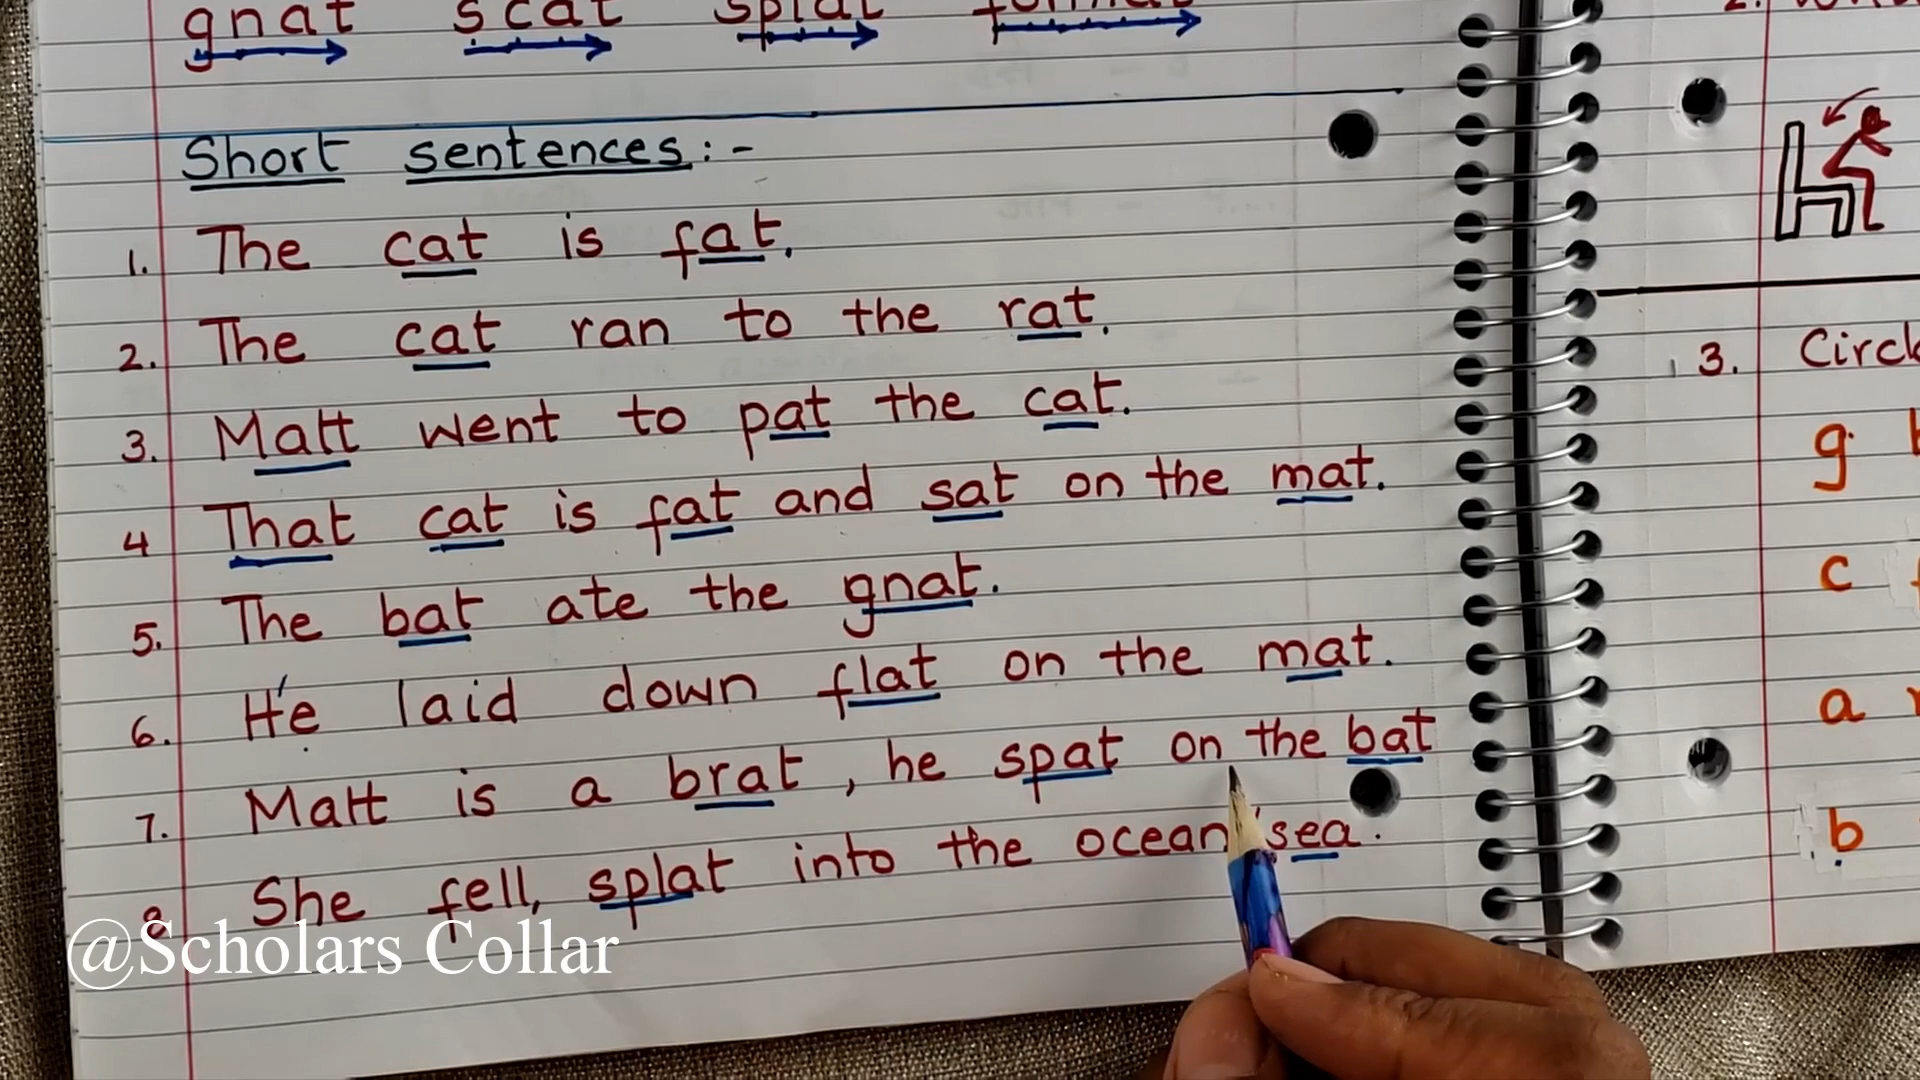 gnat scat splat format
Short sentences:-
1. The cat is fat.
2. The cat ran to the rat.
3. Matt went to pat the cat.
4 That cat is fat and sat on the mat.
5. The bat ate the gnat.
6. He laid down flat on the mat.
7. Matt is a brat, he spat on the bat
8 She fell, splat into the ocean sea.
@Scholars Collar
2.
3.
g
c
a
b